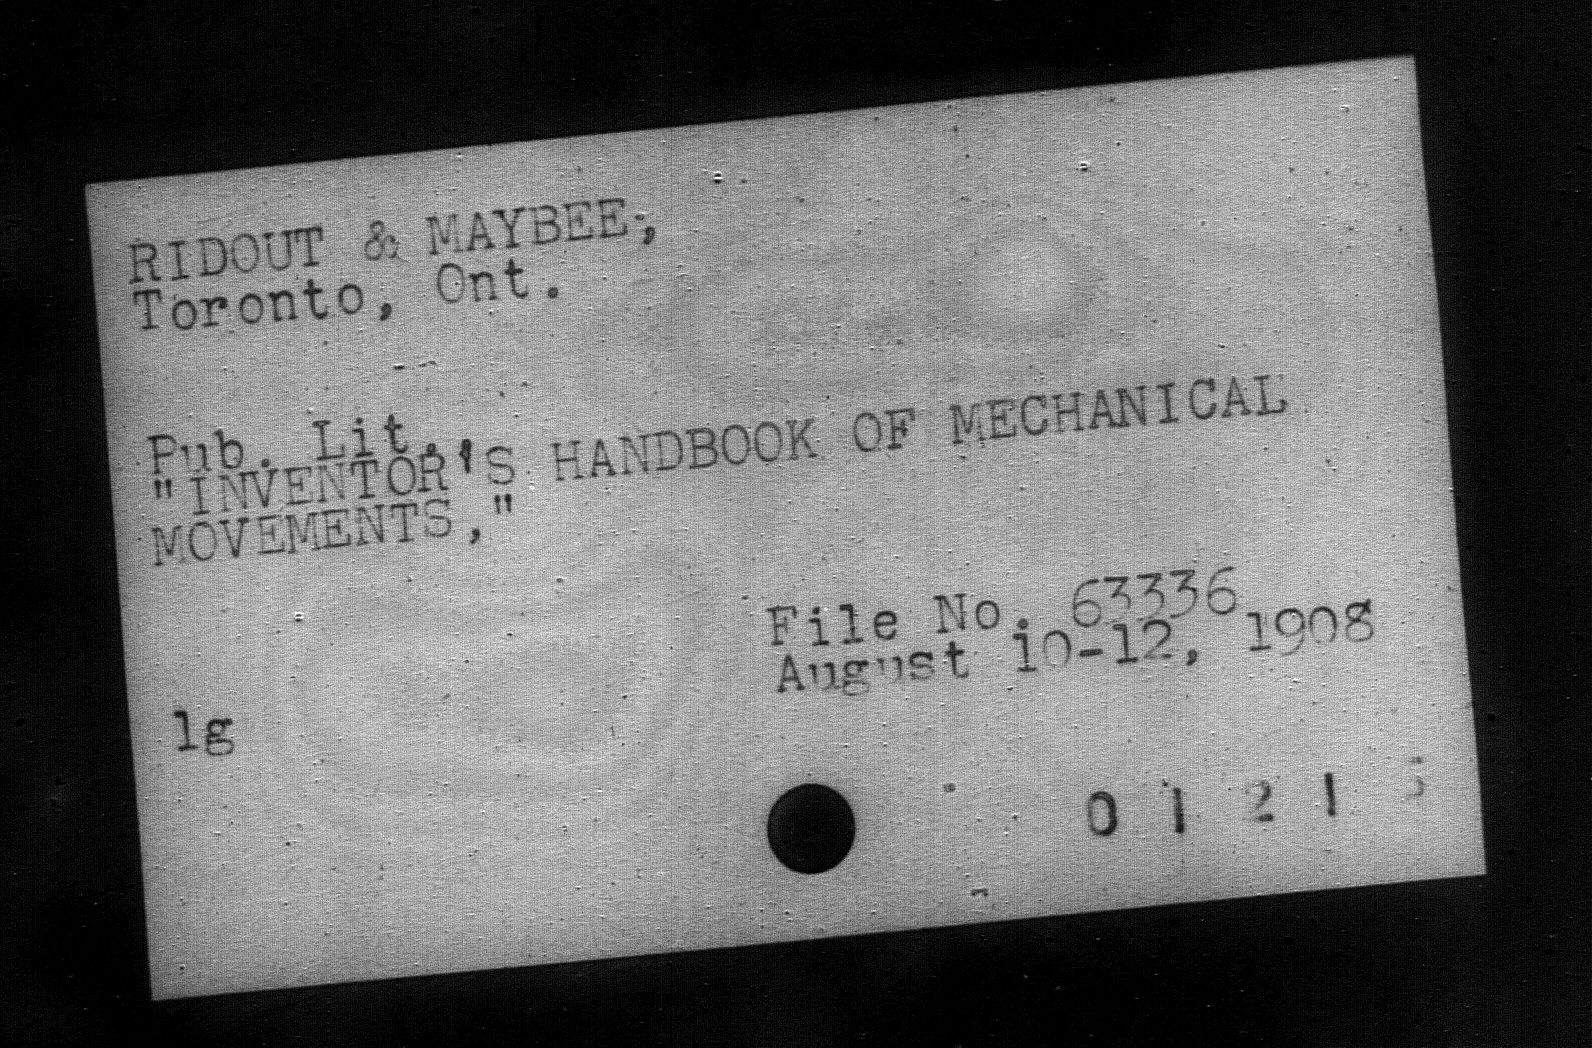 RIDOUT & MAYBEE,
Toronto, Ont.
Pub. Lit.
"INVENTOR'S HANDBOOK OF MECHANICAL
MOVEMENTS,"
File No. 63336
August 10-12, 1908
lg
0 1 2 1